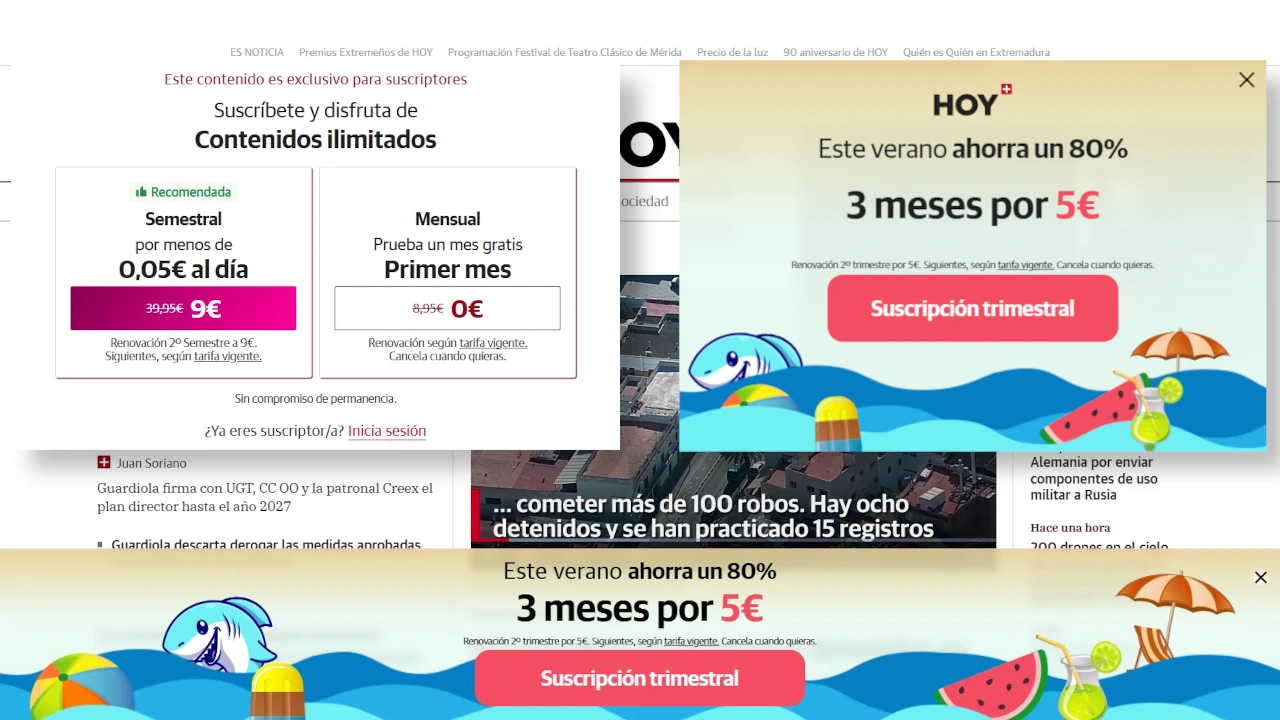 ES NOTICIA Premios Extremeños de HOY Programación Festival de Teatro Clásico de Mérida Precio de la luz 90 aniversario de HOY Quién es Quién en Extremadura
Este contenido es exclusivo para suscriptores
Suscríbete y disfruta de
Contenidos ilimitados
Recomendada
Semestral
por menos de
0,05€ al día
39,95€ 9€
Renovación 2º Semestre a 9€.
Siguientes, según tarifa vigente.
Mensual
Prueba un mes gratis
Primer mes
8,95€ 0€
Renovación según tarifa vigente.
Cancela cuando quieras.
Sin compromiso de permanencia.
¿Ya eres suscriptor/a? Inicia sesión
HOY
Este verano ahorra un 80%
3 meses por 5€
Renovación 2º trimestre por 5€. Siguientes, según tarifa vigente. Cancela cuando quieras.
Suscripción trimestral
Juan Soriano
Guardiola firma con UGT, CC OO y la patronal Creex el
plan director hasta el año 2027
Guardiola descarta derogar las medidas aprobadas
... cometer más de 100 robos. Hay ocho
detenidos y se han practicado 15 registros
Alemania por enviar
componentes de uso
militar a Rusia
Hace una hora
200 drones en el cielo
Este verano ahorra un 80%
3 meses por 5€
Renovación 2º trimestre por 5€. Siguientes, según tarifa vigente. Cancela cuando quieras.
Suscripción trimestral